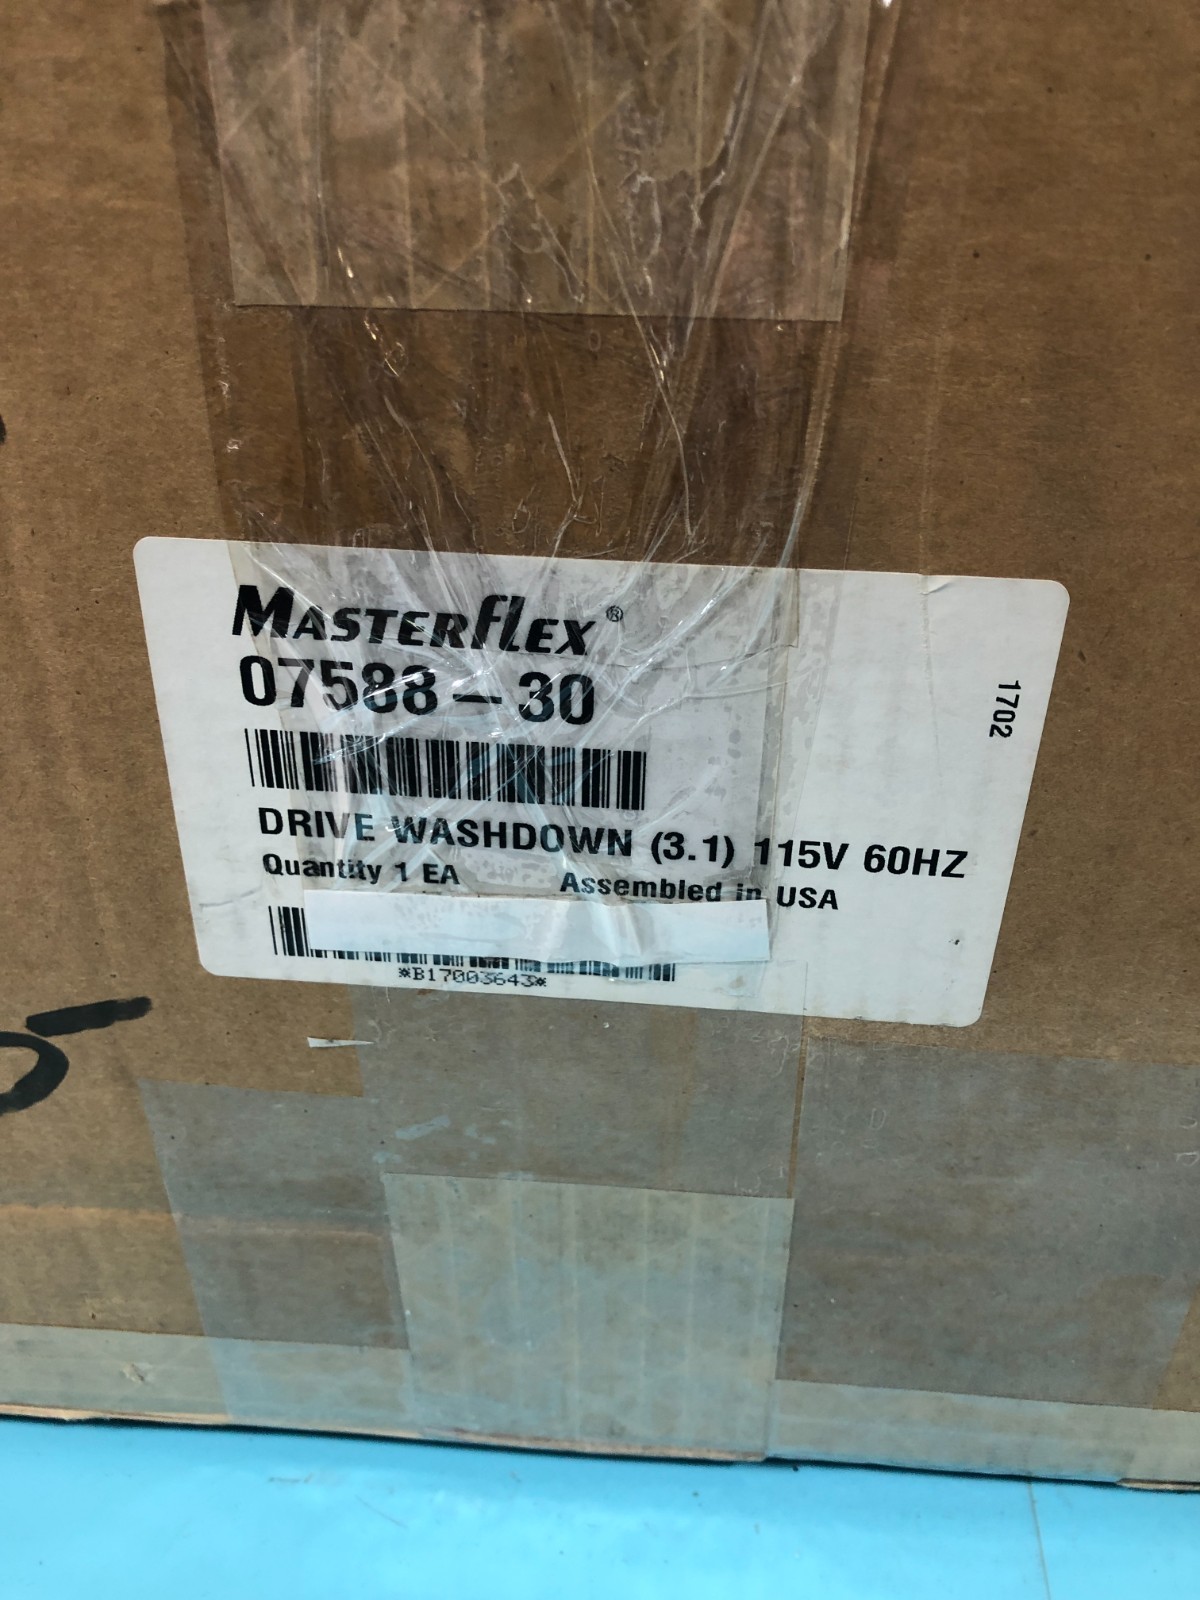 MASTERFLEX®
07588-30
1702
DRIVE WASHDOWN (3.1) 115V 60HZ
Quantity 1 EA Assembled in USA
*B17003643*